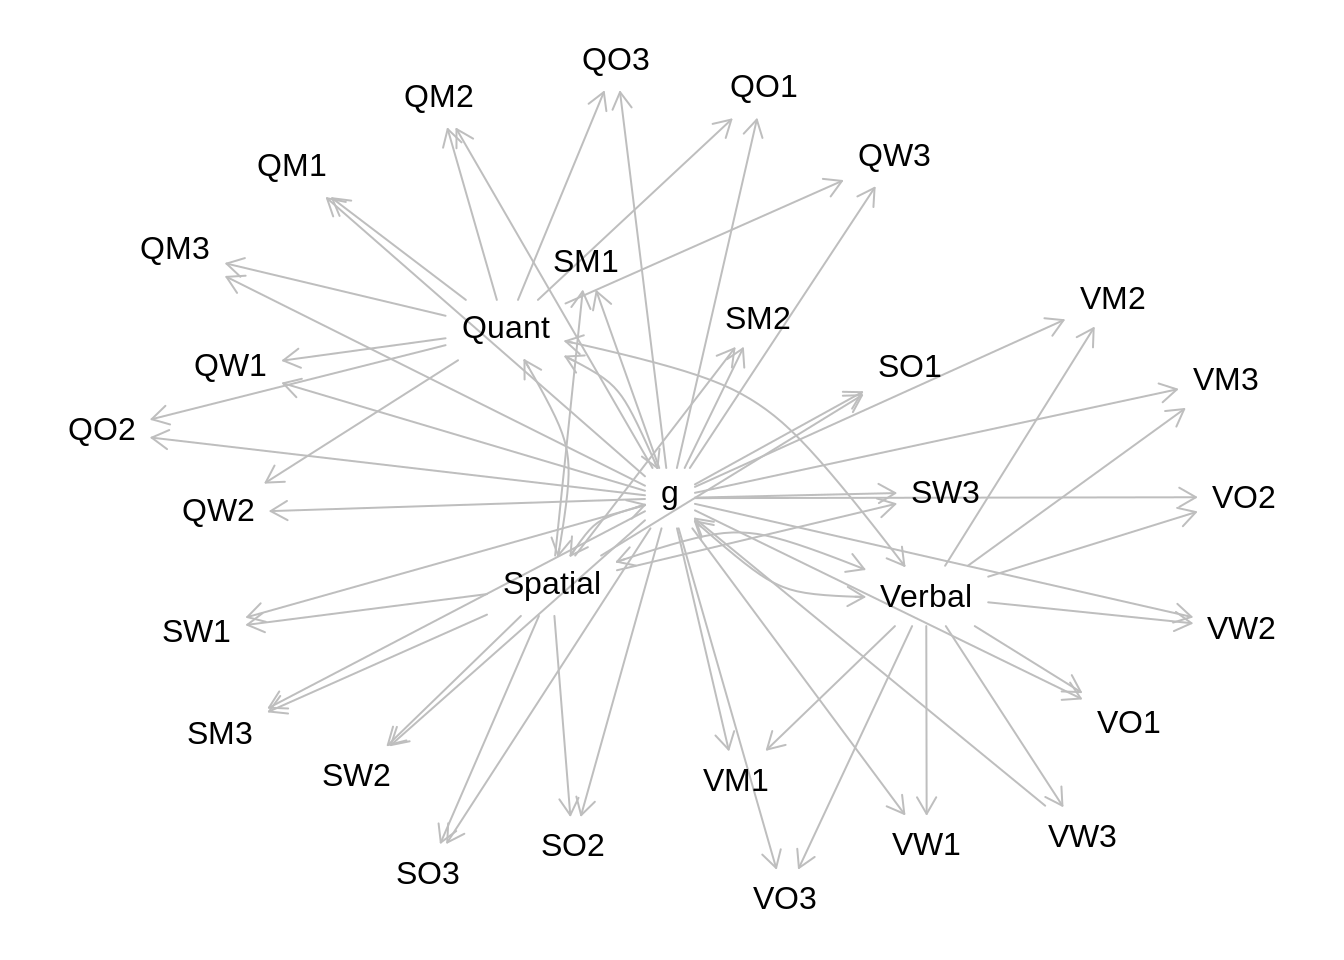 QO3
QO1
QM2
QW3
QM1
QM3
SM1
VM2
SM2
Quant
QW1
SO1
VM3
QO2
g
SW3
VO2
QW2
Spatial
Verbal
SW1
VW2
VO1
SM3
SW2
VM1
VW3
SO2
VW1
SO3
VO3